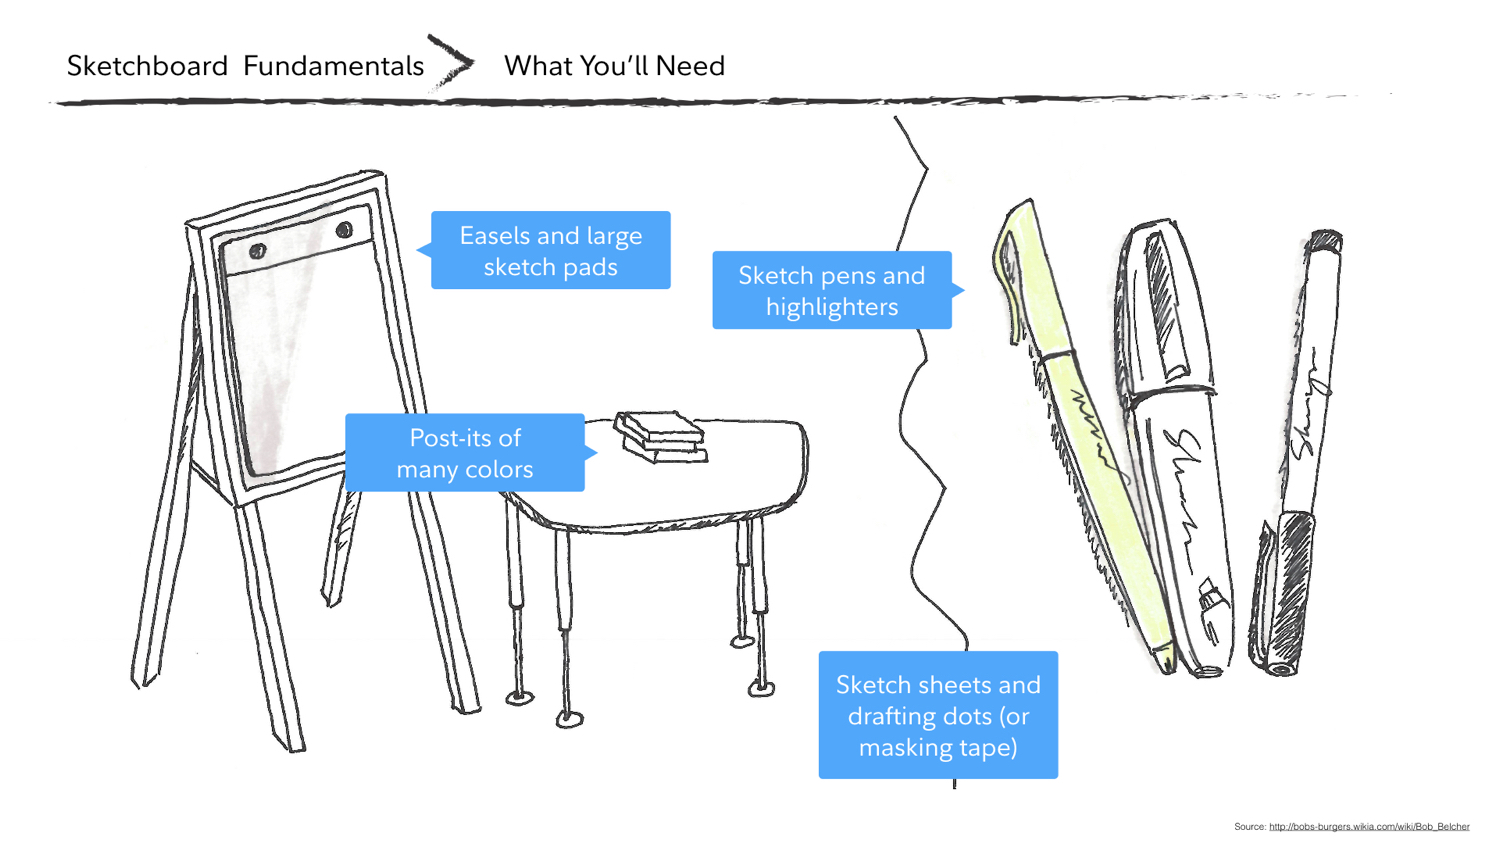 Sketchboard Fundamentals
What You’ll Need
Easels and large
sketch pads
Sketch pens and
highlighters
Post-its of
many colors
Sketch sheets and
drafting dots (or
masking tape)
Source: http://bobs-burgers.wikia.com/wiki/Bob_Belcher